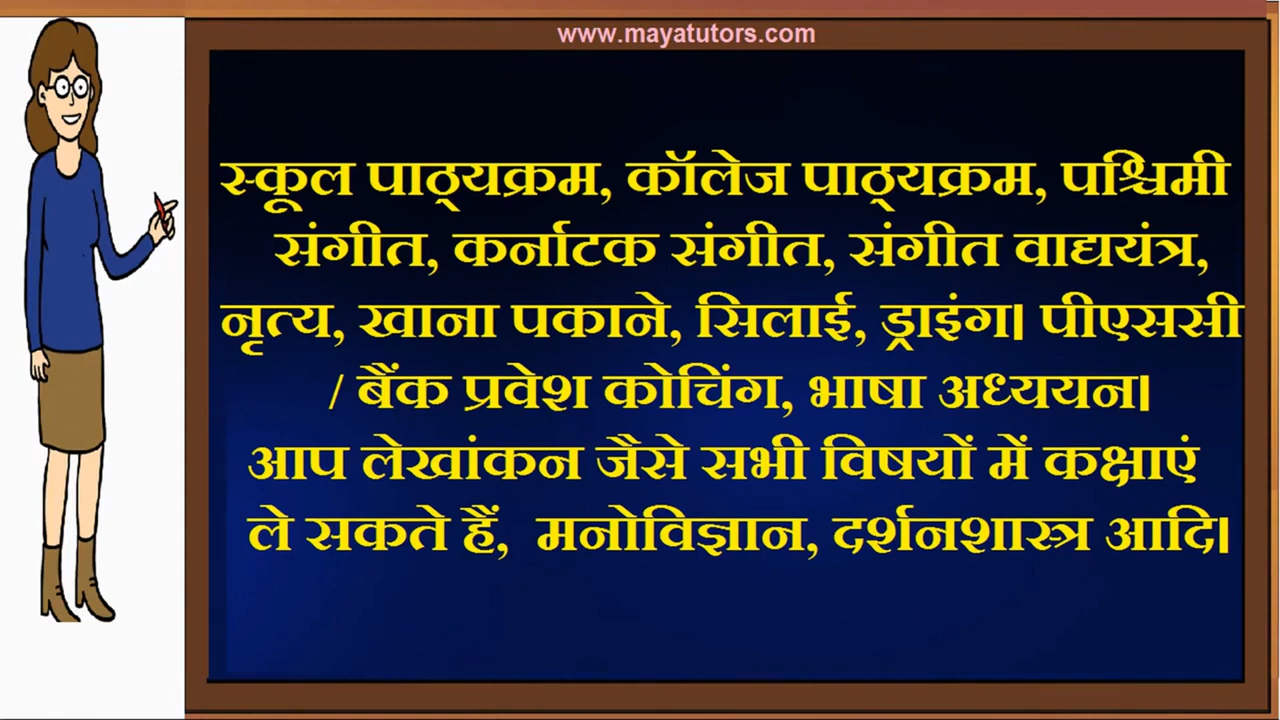 www.mayatutors.com
स्कूल पाठ्यक्रम, कॉलेज पाठ्यक्रम, पश्चिमी
संगीत, कर्नाटक संगीत, संगीत वाद्ययंत्र,
नृत्य, खाना पकाने, सिलाई, ड्राइंग। पीएससी
/ बैंक प्रवेश कोचिंग, भाषा अध्ययन।
आप लेखांकन जैसे सभी विषयों में कक्षाएं
ले सकते हैं, मनोविज्ञान, दर्शनशास्त्र आदि।